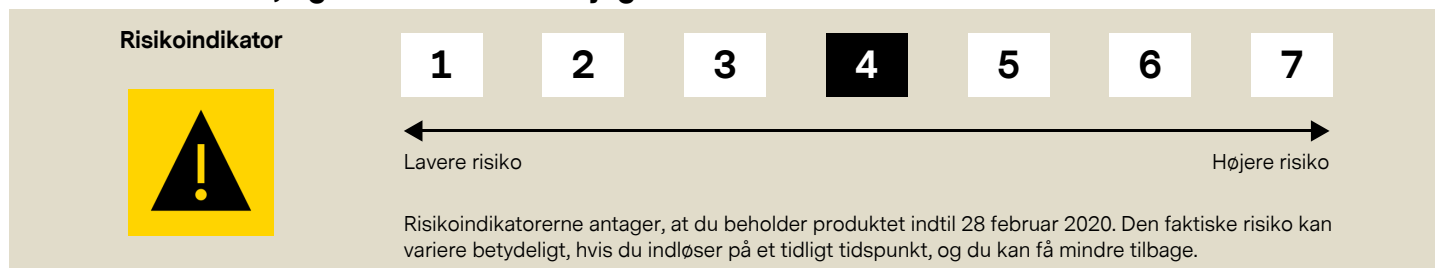 Risikoindikator
1 2 3 4 5 6 7
Lavere risiko Højere risiko
Risikoindikatorerne antager, at du beholder produktet indtil 28 februar 2020. Den faktiske risiko kan
variere betydeligt, hvis du indløser på et tidligt tidspunkt, og du kan få mindre tilbage.